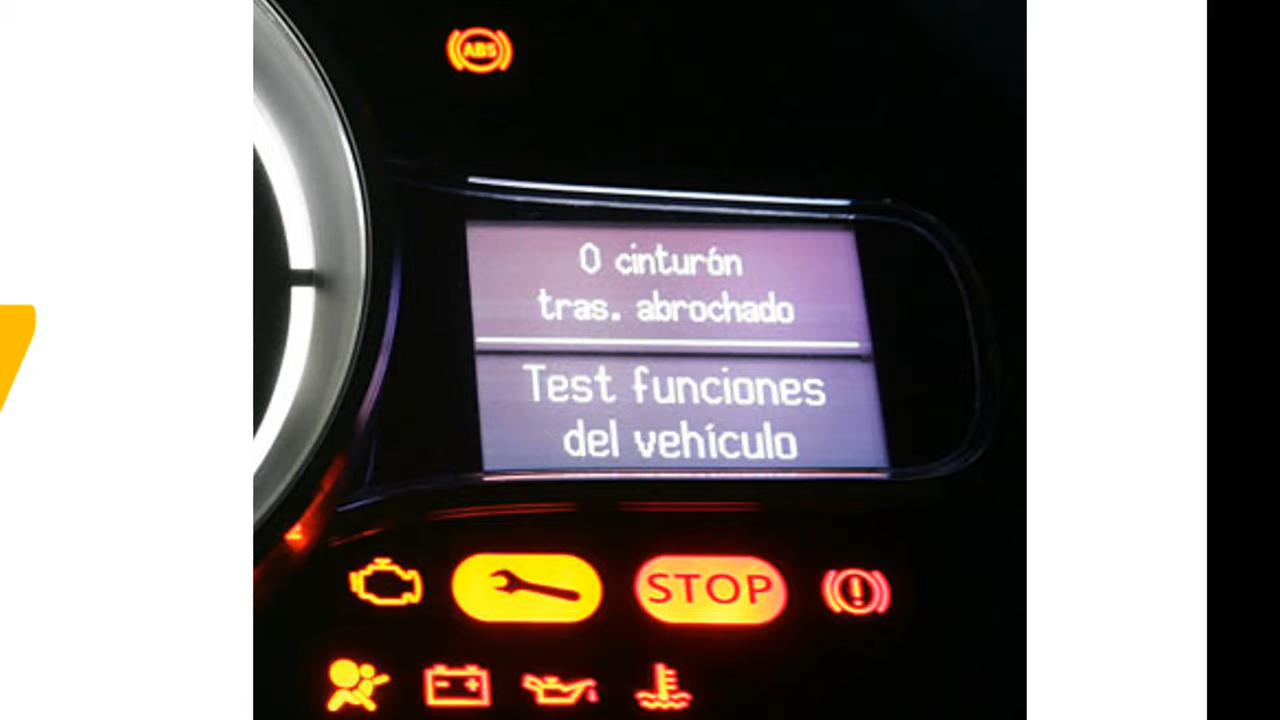 ABS
0 cinturón
tras. abrochado
Test funciones
del vehículo
STOP